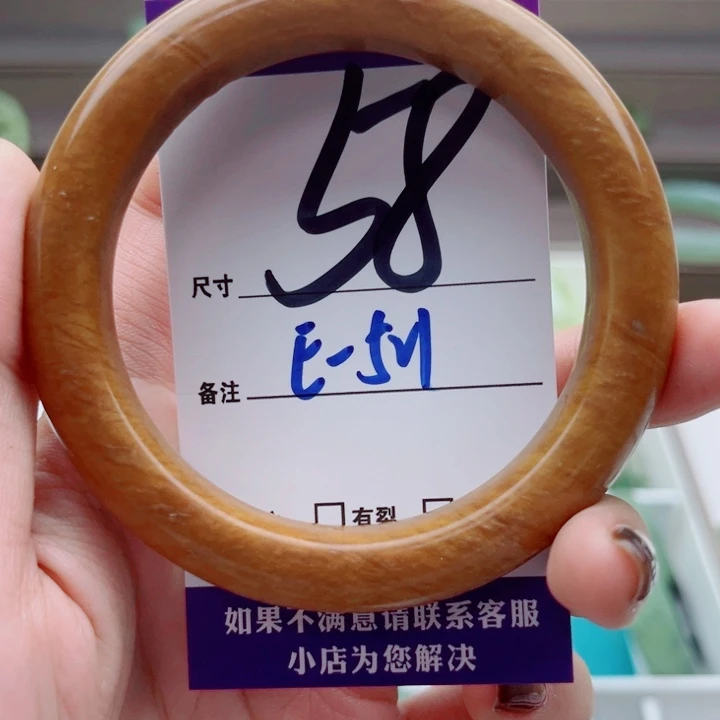 尺寸 58
备注 E-541
有裂
如果不满意请联系客服
小店为您解决